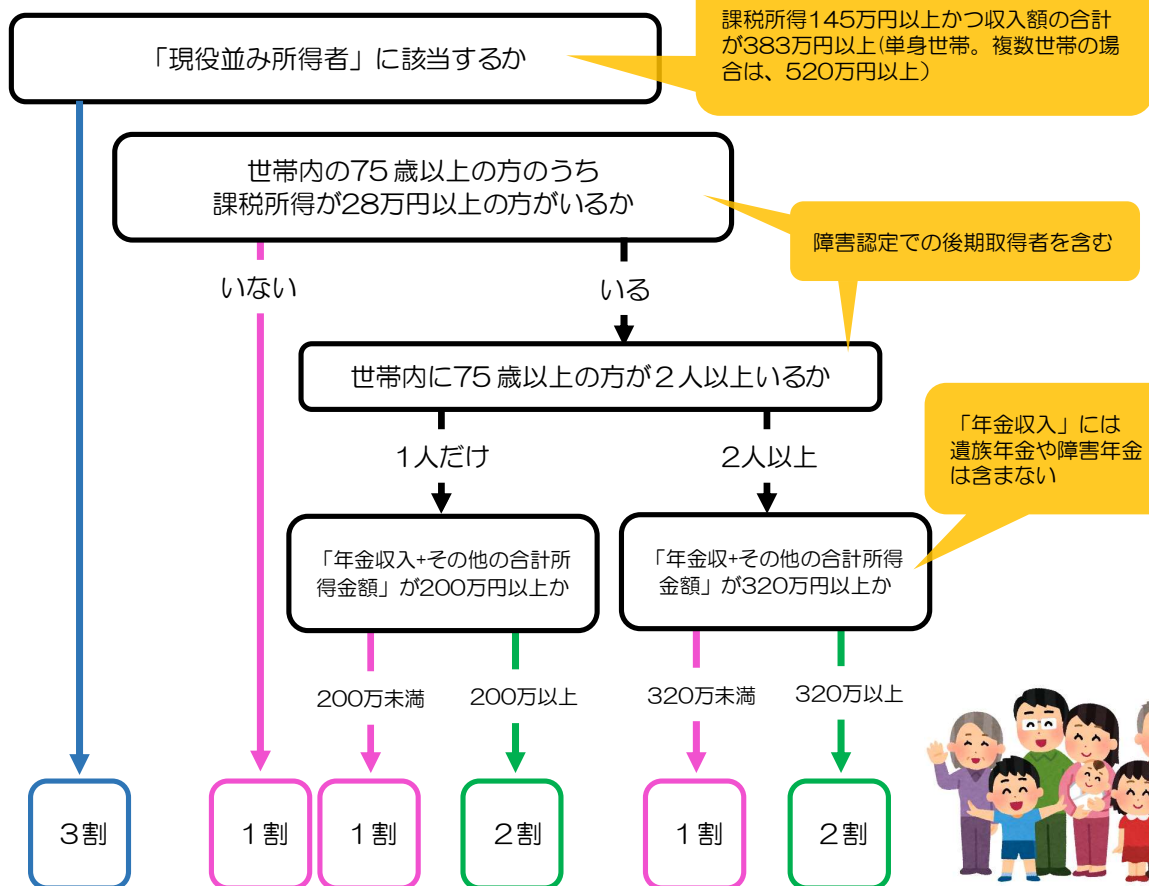 課税所得145万円以上かつ収入額の合計
が383万円以上(単身世帯。複数世帯の場
合は、520万円以上)
「現役並み所得者」に該当するか
世帯内の75歳以上の方のうち
課税所得が28万円以上の方がいるか
障害認定での後期取得者を含む
いない
いる
世帯内に75歳以上の方が2人以上いるか
1人だけ
2人以上
「年金収入」には
遺族年金や障害年金
は含まない
「年金収入+その他の合計所
得金額」が200万円以上か
「年金収+その他の合計所得
金額」が320万円以上か
200万未満
200万以上
320万未満
320万以上
3割
1割
1割
2割
1割
2割